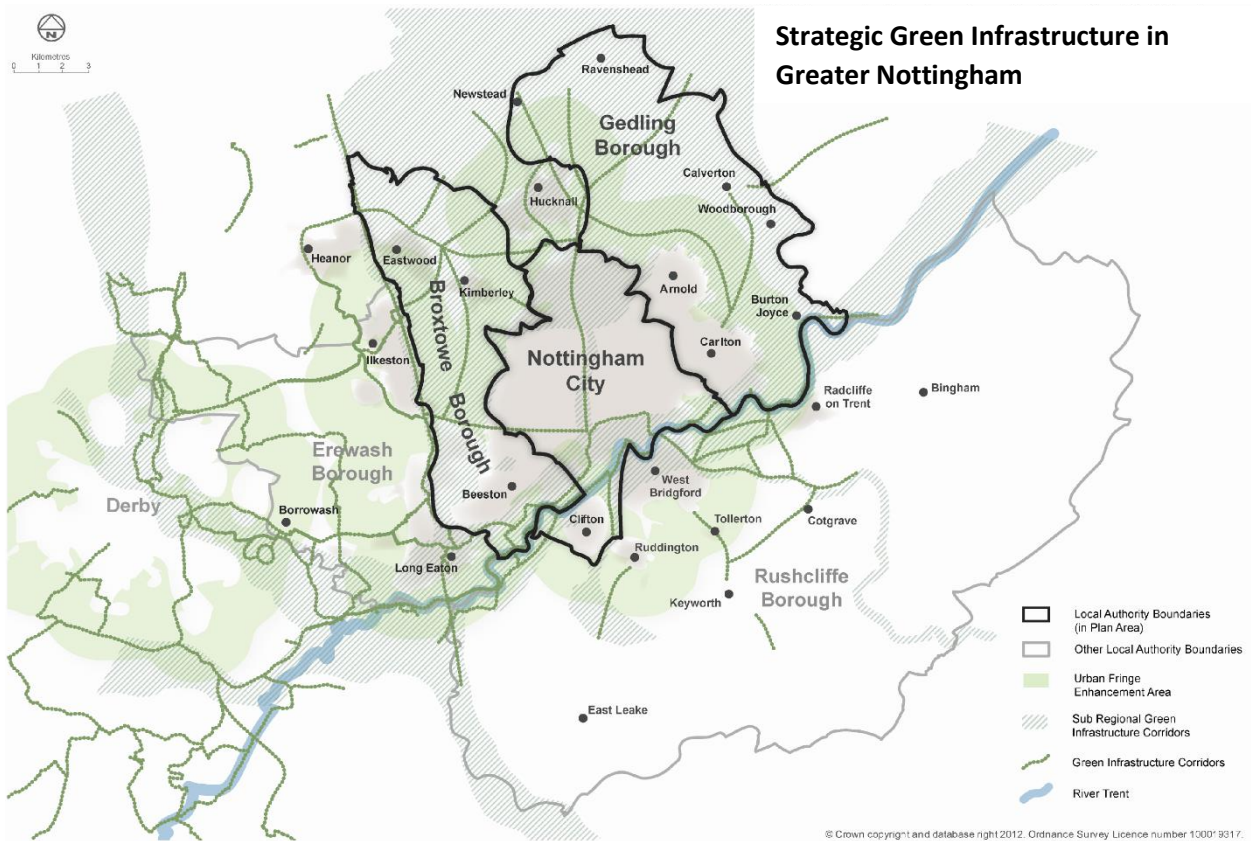 Strategic Green Infrastructure in
Greater Nottingham
N
Kilometres
0 1 2 3
Ravenshead
Newstead
Gedling
Borough
Calverton
Hucknall
Woodborough
Heanor
Eastwood
Kimberley
Arnold
Broxtowe
Borough
Burton
Joyce
Ilkeston
Nottingham
City
Carlton
Bingham
Radcliffe
on Trent
Erewash
Borough
West
Bridgford
Beeston
Derby
Borrowash
Clifton
Tollerton
Cotgrave
Long Eaton
Ruddington
Rushcliffe
Borough
Keyworth
East Leake
Local Authority Boundaries
(in Plan Area)
Other Local Authority Boundaries
Urban Fringe
Enhancement Area
Sub Regional Green
Infrastructure Corridors
Green Infrastructure Corridors
River Trent
© Crown copyright and database right 2012. Ordnance Survey Licence number 100019317.